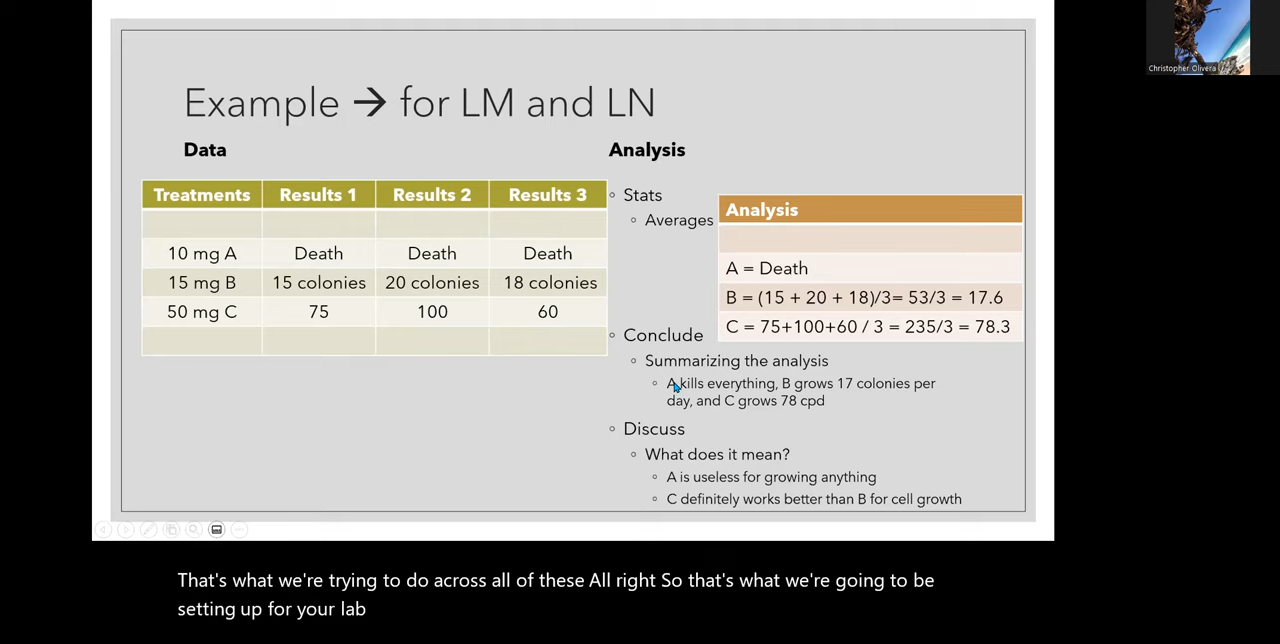 Christopher Olivera
Example → for LM and LN
Data
Treatments Results 1 Results 2 Results 3
10 mg A Death Death Death
15 mg B 15 colonies 20 colonies 18 colonies
50 mg C 75 100 60
Analysis
Stats
Averages
Analysis
A = Death
B = (15 + 20 + 18)/3= 53/3 = 17.6
C = 75+100+60 / 3 = 235/3 = 78.3
Conclude
Summarizing the analysis
A kills everything, B grows 17 colonies per
day, and C grows 78 cpd
Discuss
What does it mean?
A is useless for growing anything
C definitely works better than B for cell growth
That's what we're trying to do across all of these All right So that's what we're going to be
setting up for your lab